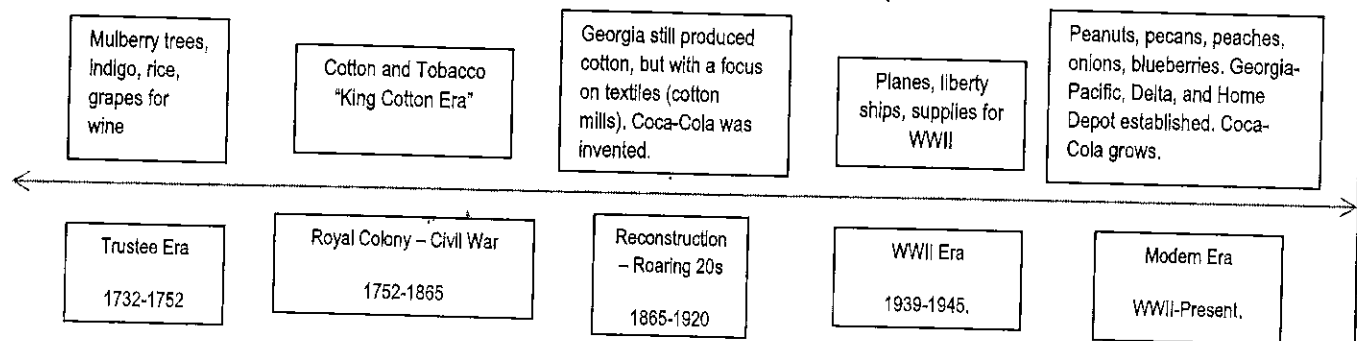 Mulberry trees,
indigo, rice,
grapes for
wine
Cotton and Tobacco
"King Cotton Era"
Georgia still produced
cotton, but with a focus
on textiles (cotton
mills). Coca-Cola was
invented.
Planes, liberty
ships, supplies for
WWII
Peanuts, pecans, peaches,
onions, blueberries. Georgia-
Pacific, Delta, and Home
Depot established. Coca-
Cola grows.
Trustee Era
1732-1752
Royal Colony – Civil War
1752-1865
Reconstruction
– Roaring 20s
1865-1920
WWII Era
1939-1945.
Modern Era
WWII-Present.